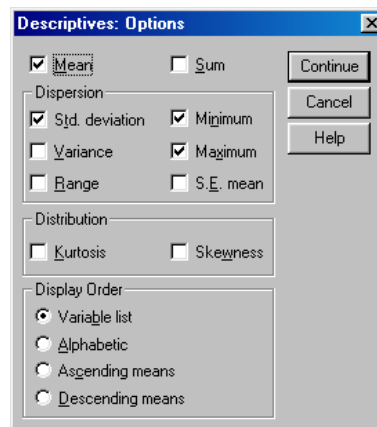 Descriptives: Options
Mean Sum Continue
Dispersion Cancel
Std. deviation Minimum Help
Variance Maximum
Range S.E. mean
Distribution
Kurtosis Skewness
Display Order
Variable list
Alphabetic
Ascending means
Descending means